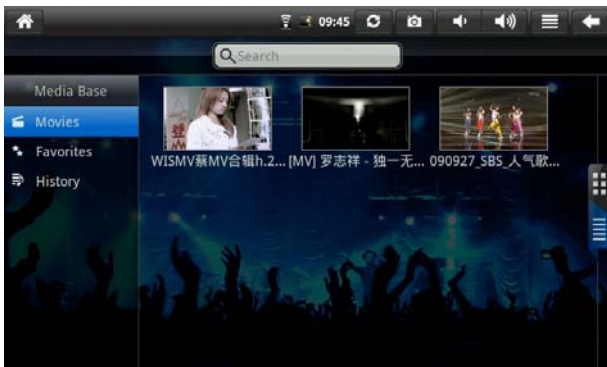 09:45
Search
Media Base
Movies
Favorites
History
WISMV蔡MV合辑h.2... [MV] 罗志祥 - 独一无... 090927_SBS_人气歌...